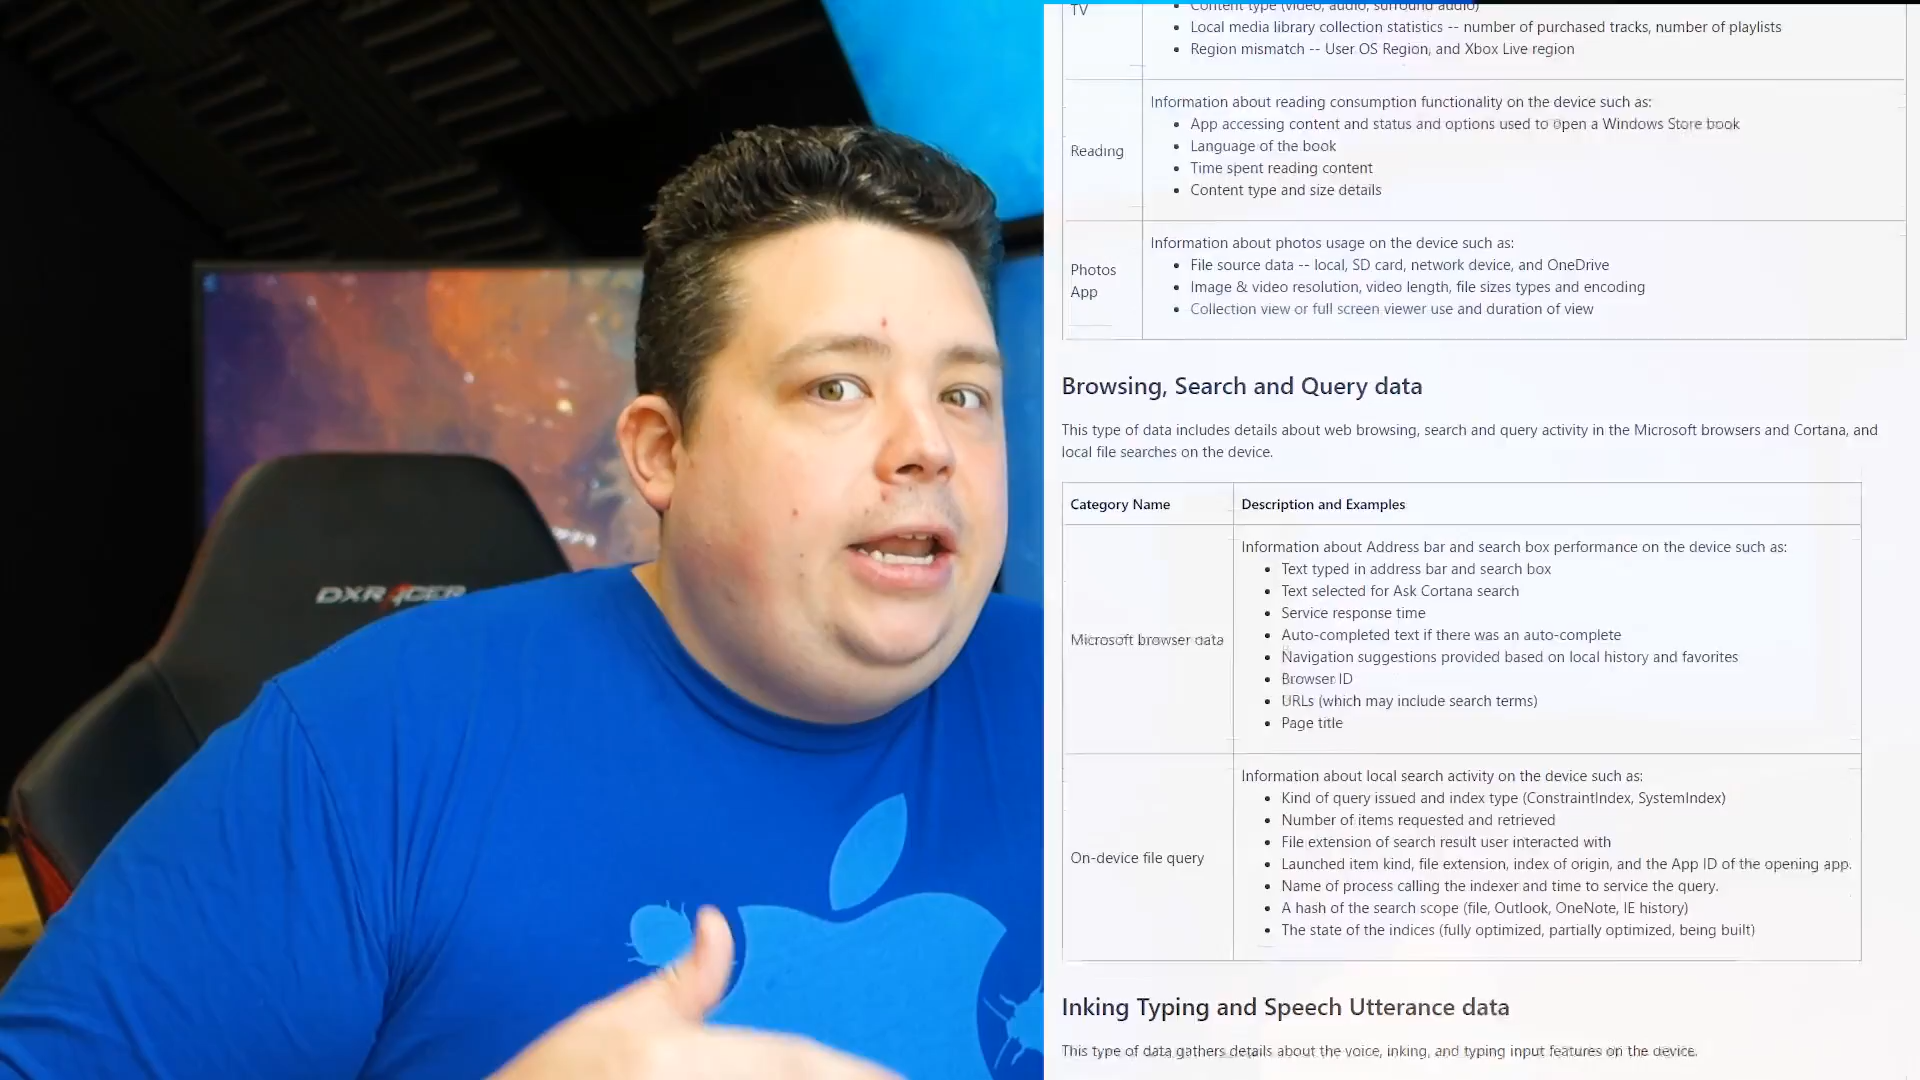 DXRACER
TV
Content type (video, audio, surround audio)
Local media library collection statistics -- number of purchased tracks, number of playlists
Region mismatch -- User OS Region, and Xbox Live region
Reading
Information about reading consumption functionality on the device such as:
App accessing content and status and options used to open a Windows Store book
Language of the book
Time spent reading content
Content type and size details
Photos
App
Information about photos usage on the device such as:
File source data -- local, SD card, network device, and OneDrive
Image & video resolution, video length, file sizes types and encoding
Collection view or full screen viewer use and duration of view
Browsing, Search and Query data
This type of data includes details about web browsing, search and query activity in the Microsoft browsers and Cortana, and
local file searches on the device.
Category Name
Description and Examples
Microsoft browser data
Information about Address bar and search box performance on the device such as:
Text typed in address bar and search box
Text selected for Ask Cortana search
Service response time
Auto-completed text if there was an auto-complete
Navigation suggestions provided based on local history and favorites
Browser ID
URLs (which may include search terms)
Page title
On-device file query
Information about local search activity on the device such as:
Kind of query issued and index type (ConstraintIndex, SystemIndex)
Number of items requested and retrieved
File extension of search result user interacted with
Launched item kind, file extension, index of origin, and the App ID of the opening app.
Name of process calling the indexer and time to service the query.
A hash of the search scope (file, Outlook, OneNote, IE history)
The state of the indices (fully optimized, partially optimized, being built)
Inking Typing and Speech Utterance data
This type of data gathers details about the voice, inking, and typing input features on the device.